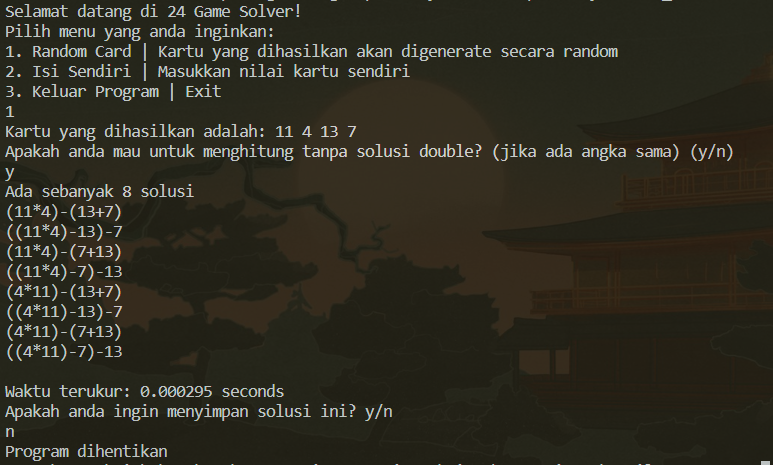 Selamat datang di 24 Game Solver!
Pilih menu yang anda inginkan:
1. Random Card | Kartu yang dihasilkan akan digenerate secara random
2. Isi Sendiri | Masukkan nilai kartu sendiri
3. Keluar Program | Exit
1
Kartu yang dihasilkan adalah: 11 4 13 7
Apakah anda mau untuk menghitung tanpa solusi double? (jika ada angka sama) (y/n)
y
Ada sebanyak 8 solusi
(11*4)-(13+7)
((11*4)-13)-7
(11*4)-(7+13)
((11*4)-7)-13
(4*11)-(13+7)
((4*11)-13)-7
(4*11)-(7+13)
((4*11)-7)-13
Waktu terukur: 0.000295 seconds
Apakah anda ingin menyimpan solusi ini? y/n
n
Program dihentikan